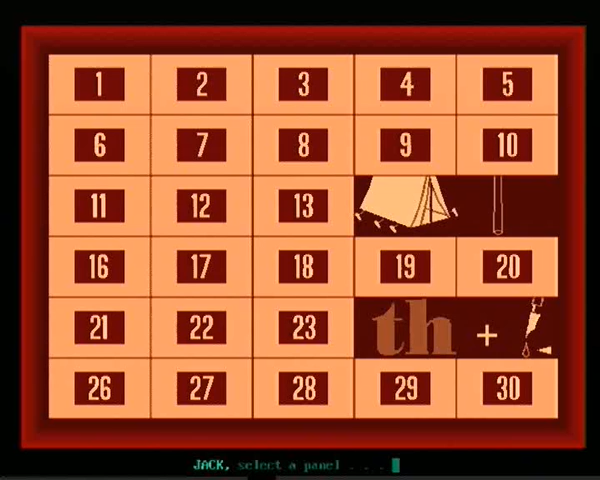 1 2 3 4 5
6 7 8 9 10
11 12 13
16 17 18 19 20
21 22 23 th +
26 27 28 29 30
JACK, select a panel . . . .